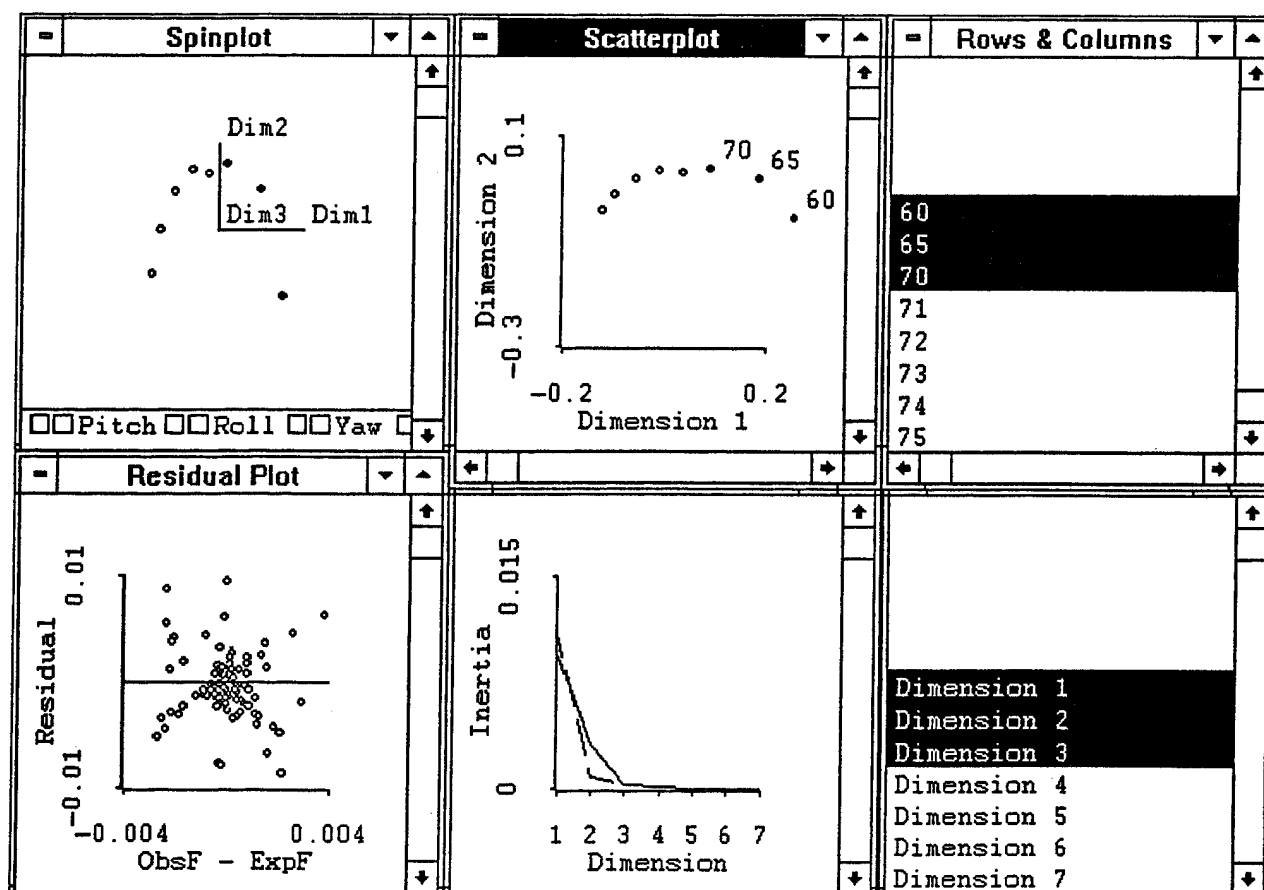 Spinplot
Dim2
Dim3 Dim1
Pitch Roll Yaw
Scatterplot
0.1
Dimension 2
-0.3
70
65
60
-0.2 0.2
Dimension 1
Rows & Columns
60
65
70
71
72
73
74
75
Residual Plot
0.01
Residual
-0.01
-0.004 0.004
ObsF - ExpF
0.015
Inertia
0
1 2 3 4 5 6 7
Dimension
Dimension 1
Dimension 2
Dimension 3
Dimension 4
Dimension 5
Dimension 6
Dimension 7